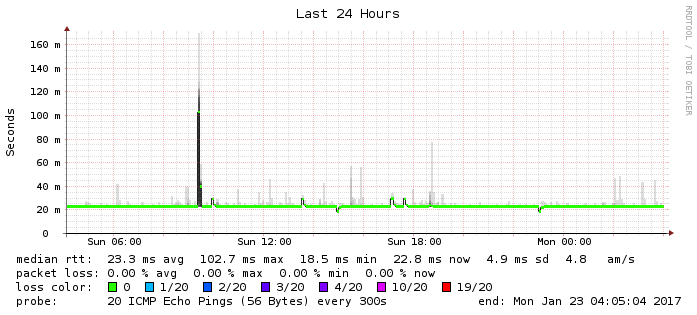 Last 24 Hours
RRDTOOL / TOBI OETIKER
Seconds
160 m
140 m
120 m
100 m
80 m
60 m
40 m
20 m
0
Sun 06:00 Sun 12:00 Sun 18:00 Mon 00:00
median rtt: 23.3 ms avg 102.7 ms max 18.5 ms min 22.8 ms now 4.9 ms sd 4.8 am/s
packet loss: 0.00 % avg 0.00 % max 0.00 % min 0.00 % now
loss color: 0 1/20 2/20 3/20 4/20 10/20 19/20
probe: 20 ICMP Echo Pings (56 Bytes) every 300s end: Mon Jan 23 04:05:04 2017